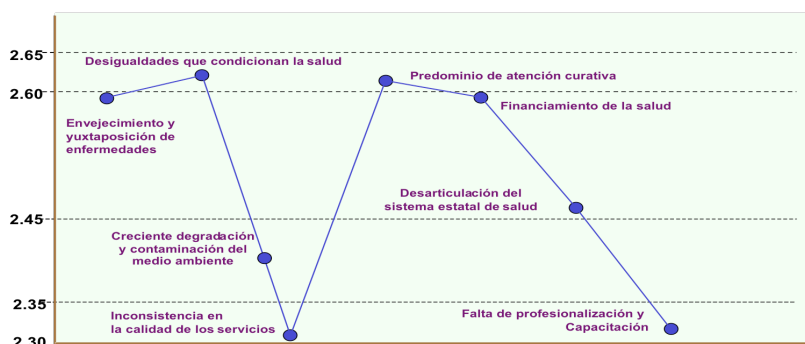 2.65
Desigualdades que condicionan la salud
Predominio de atención curativa
2.60
Financiamiento de la salud
Envejecimiento y
yuxtaposición de
enfermedades
Desarticulación del
sistema estatal de salud
2.45
Creciente degradación
y contaminación del
medio ambiente
2.35
Inconsistencia en
la calidad de los servicios
Falta de profesionalización y
Capacitación
2.30